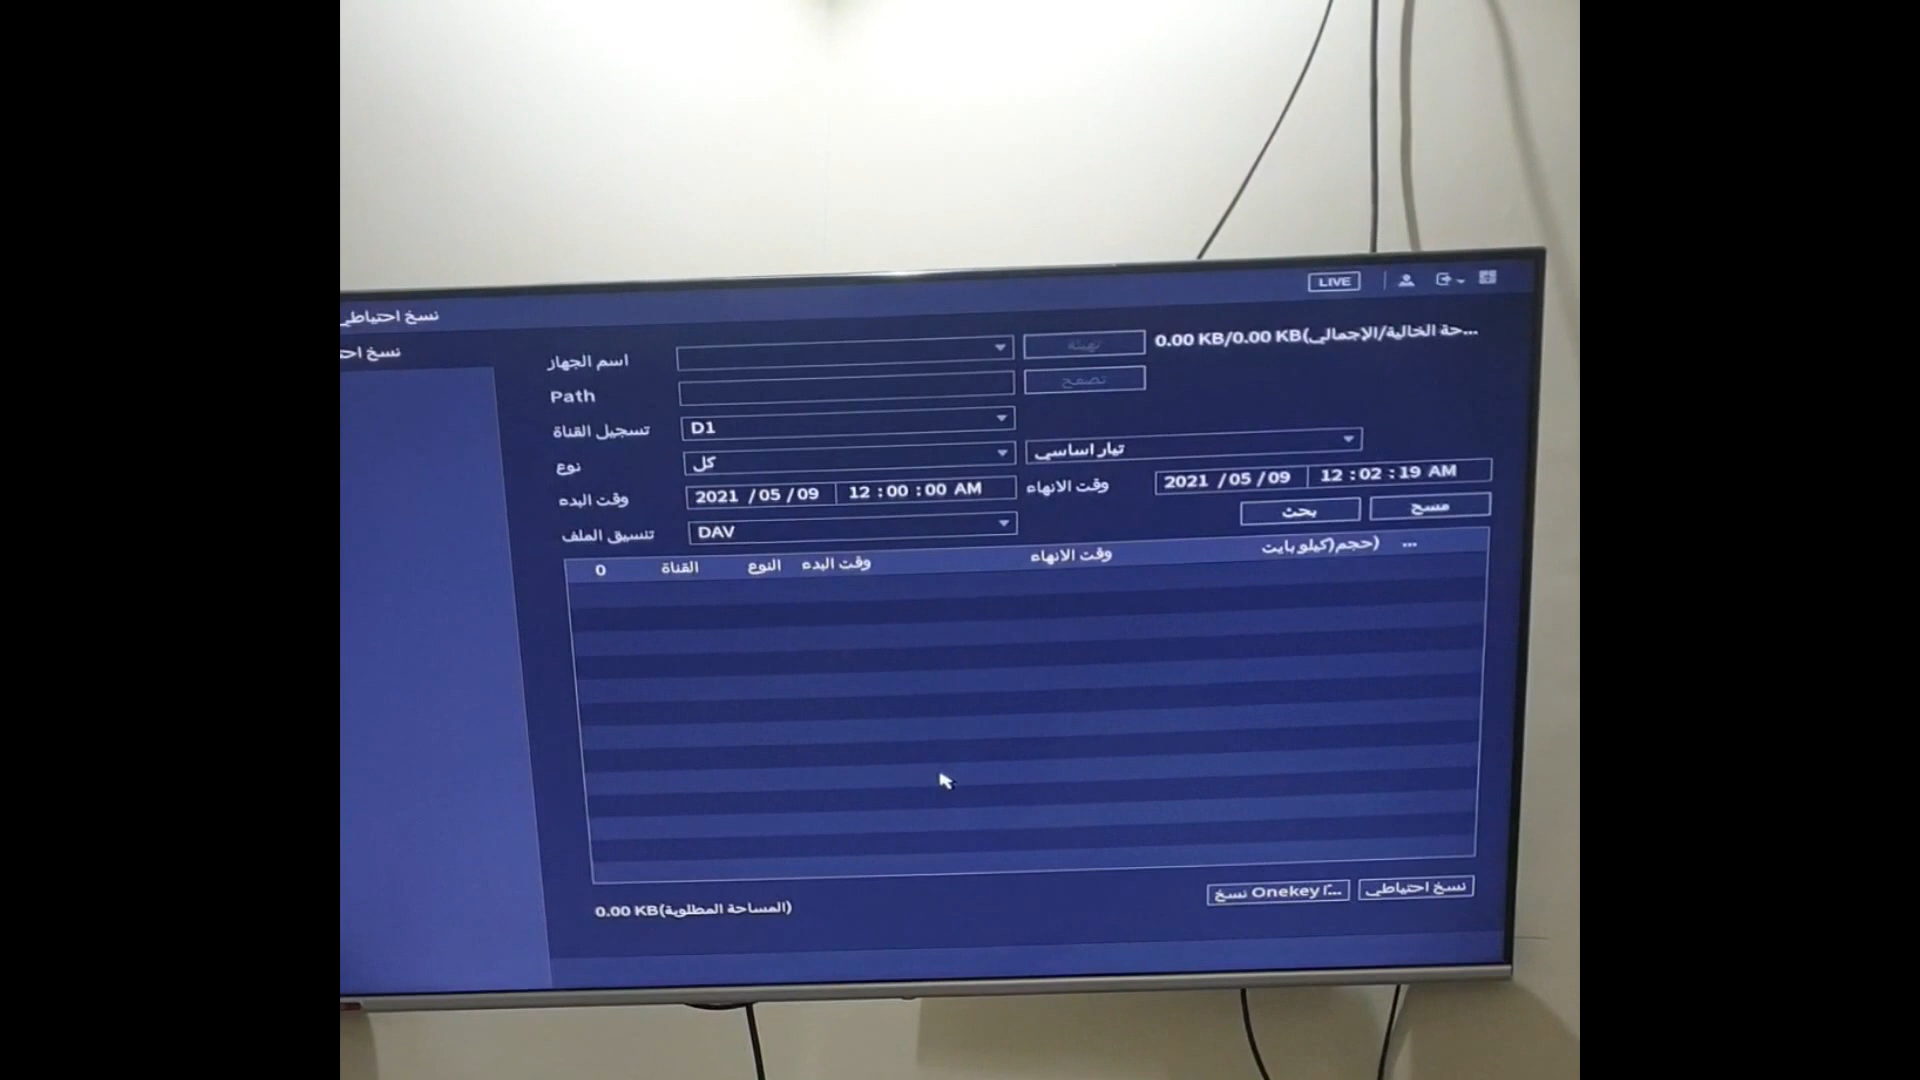 LIVE
نسخ احتياطي
نسخ
اسم الجهاز
تهيئة
...حة الخالية/الإجمالي)0.00 KB/0.00 KB
Path
تصفح
تسجيل القناة D1
نوع كل تيار اساسي
وقت البدء 2021 /05 /09 12 :00 :00 AM وقت الانهاء 2021 /05 /09 12 :02 :19 AM
تنسيق الملف DAV بحث مسح
0 القناة النوع وقت البدء وقت الانهاء (حجم(كيلو بايت ...
نسخ Onekey ا... نسخ احتياطي
0.00 KB(المساحة المطلوبة)